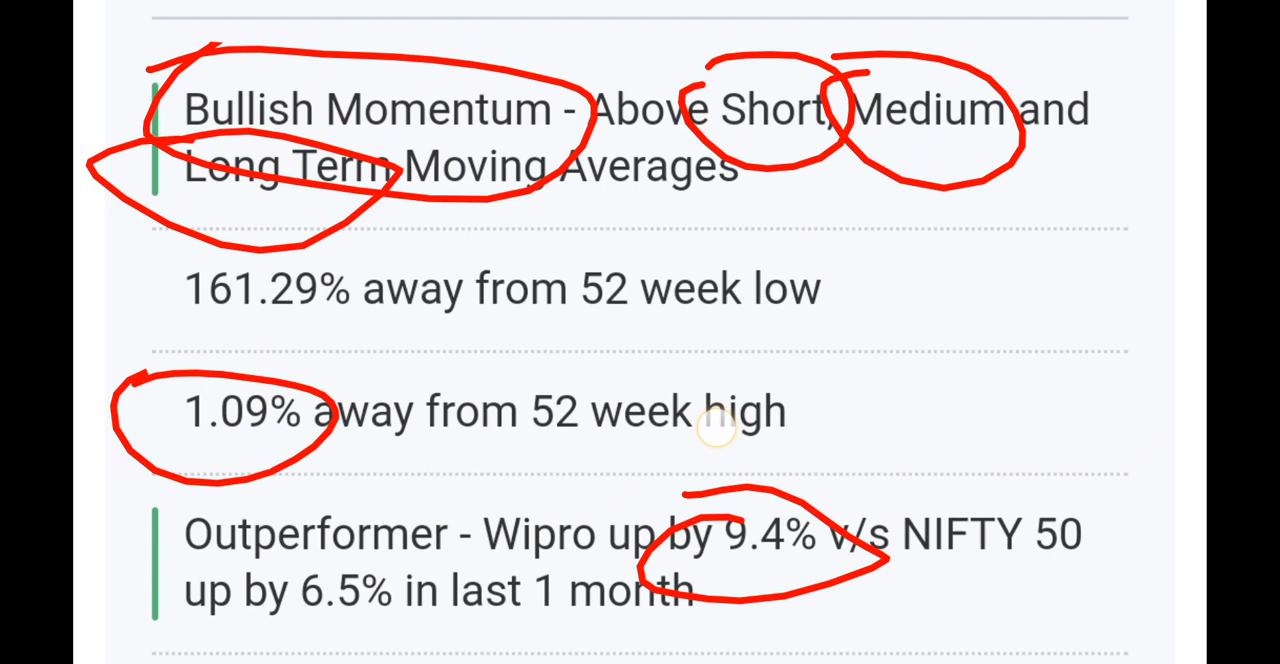 Bullish Momentum - Above Short, Medium and
Long Term Moving Averages
161.29% away from 52 week low
1.09% away from 52 week high
Outperformer - Wipro up by 9.4% v/s NIFTY 50
up by 6.5% in last 1 month